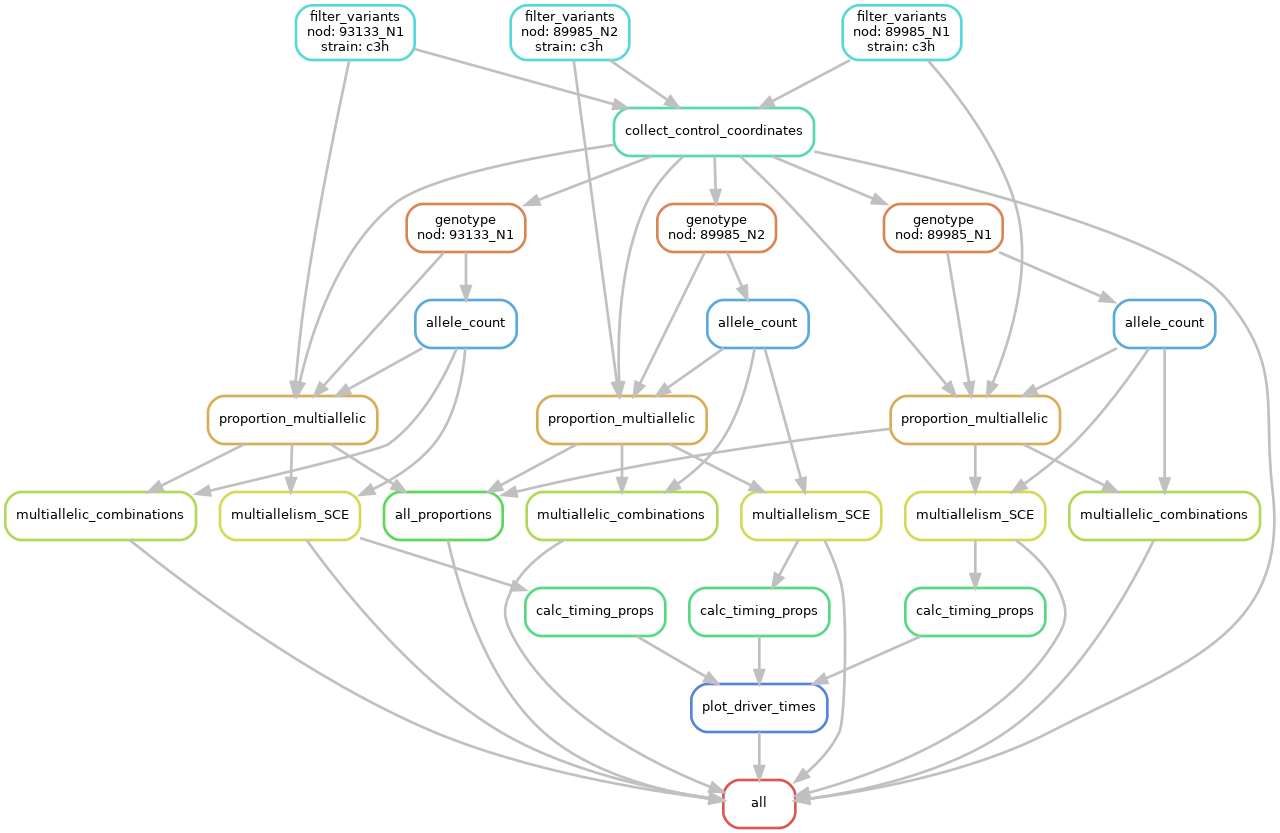 filter_variants
nod: 93133_N1
strain: c3h
filter_variants
nod: 89985_N2
strain: c3h
filter_variants
nod: 89985_N1
strain: c3h
collect_control_coordinates
genotype
nod: 93133_N1
genotype
nod: 89985_N2
genotype
nod: 89985_N1
allele_count
allele_count
allele_count
proportion_multiallelic
proportion_multiallelic
proportion_multiallelic
multiallelic_combinations
multiallelism_SCE
all_proportions
multiallelic_combinations
multiallelism_SCE
multiallelism_SCE
multiallelic_combinations
calc_timing_props
calc_timing_props
calc_timing_props
plot_driver_times
all